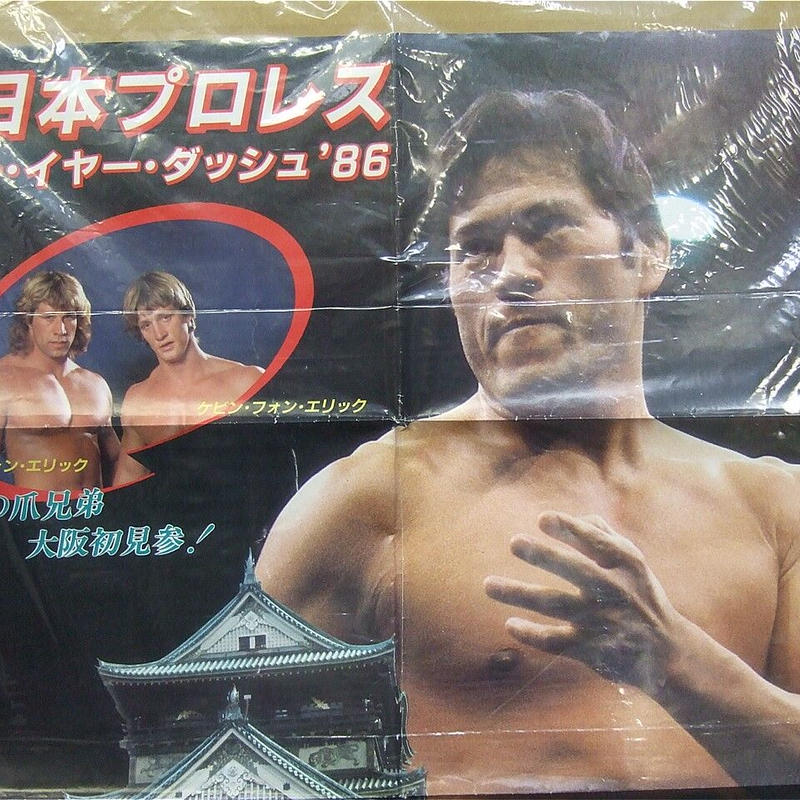 日本プロレス
・イヤー・ダッシュ'86
ケビン・フォン・エリック
ン・エリック
の爪兄弟
大阪初見参!